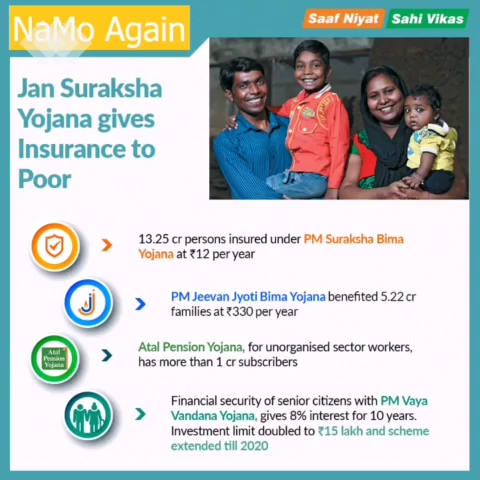 NaMo Again
Saaf Niyat Sahi Vikas
Jan Suraksha
Yojana gives
Insurance to
Poor
13.25 cr persons insured under PM Suraksha Bima
Yojana at ₹12 per year
PM Jeevan Jyoti Bima Yojana benefited 5.22 cr
families at ₹330 per year
Atal
Pension
Yojana
Atal Pension Yojana, for unorganised sector workers,
has more than 1 cr subscribers
Financial security of senior citizens with PM Vaya
Vandana Yojana, gives 8% interest for 10 years.
Investment limit doubled to ₹15 lakh and scheme
extended till 2020